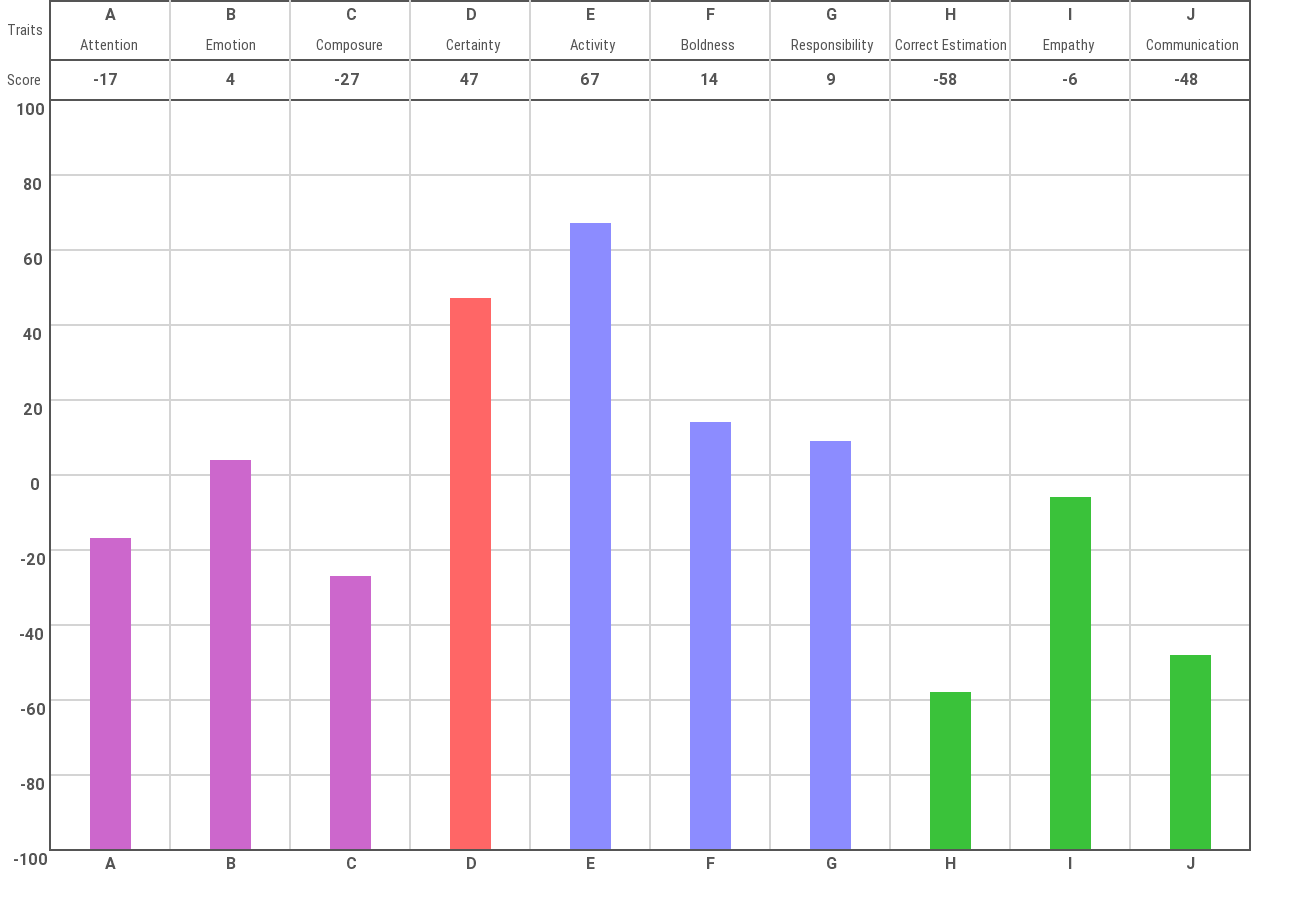 Traits
A B C D E F G H I J
Attention Emotion Composure Certainty Activity Boldness Responsibility Correct Estimation Empathy Communication
Score -17 4 -27 47 67 14 9 -58 -6 -48
100
80
60
40
20
0
-20
-40
-60
-80
-100
A B C D E F G H I J